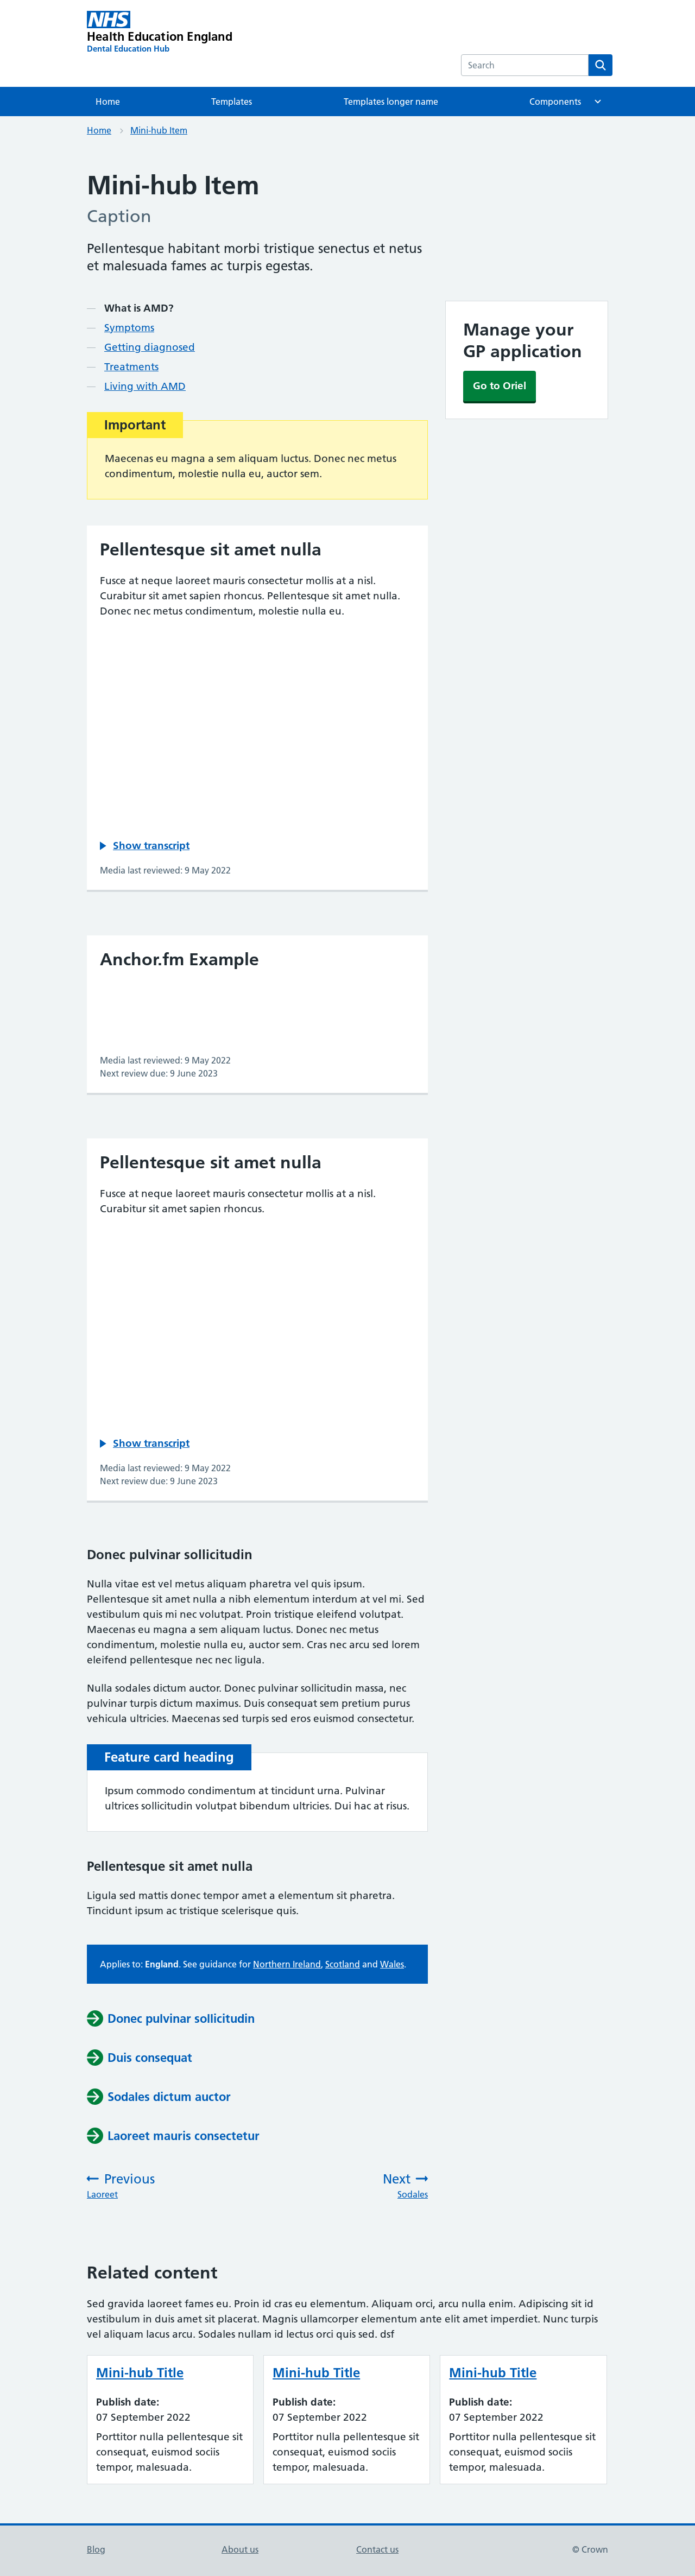 NHS
Health Education England
Dental Education Hub
Search
Home
Templates
Templates longer name
Components
Home
Mini-hub Item
Mini-hub Item
Caption
Pellentesque habitant morbi tristique senectus et netus
et malesuada fames ac turpis egestas.
What is AMD?
Symptoms
Getting diagnosed
Treatments
Living with AMD
Manage your
GP application
Go to Oriel
Important
Maecenas eu magna a sem aliquam luctus. Donec nec metus
condimentum, molestie nulla eu, auctor sem.
Pellentesque sit amet nulla
Fusce at neque laoreet mauris consectetur mollis at a nisl.
Curabitur sit amet sapien rhoncus. Pellentesque sit amet nulla.
Donec nec metus condimentum, molestie nulla eu.
Show transcript
Media last reviewed: 9 May 2022
Anchor.fm Example
Media last reviewed: 9 May 2022
Next review due: 9 June 2023
Pellentesque sit amet nulla
Fusce at neque laoreet mauris consectetur mollis at a nisl.
Curabitur sit amet sapien rhoncus.
Show transcript
Media last reviewed: 9 May 2022
Next review due: 9 June 2023
Donec pulvinar sollicitudin
Nulla vitae est vel metus aliquam pharetra vel quis ipsum.
Pellentesque sit amet nulla a nibh elementum interdum at vel mi. Sed
vestibulum quis mi nec volutpat. Proin tristique eleifend volutpat.
Maecenas eu magna a sem aliquam luctus. Donec nec metus
condimentum, molestie nulla eu, auctor sem. Cras nec arcu sed lorem
eleifend pellentesque nec nec ligula.
Nulla sodales dictum auctor. Donec pulvinar sollicitudin massa, nec
pulvinar turpis dictum maximus. Duis consequat sem pretium purus
vehicula ultricies. Maecenas sed turpis sed eros euismod consectetur.
Feature card heading
Ipsum commodo condimentum at tincidunt urna. Pulvinar
ultrices sollicitudin volutpat bibendum ultricies. Dui hac at risus.
Pellentesque sit amet nulla
Ligula sed mattis donec tempor amet a elementum sit pharetra.
Tincidunt ipsum ac tristique scelerisque quis.
Applies to: England. See guidance for Northern Ireland, Scotland and Wales.
Donec pulvinar sollicitudin
Duis consequat
Sodales dictum auctor
Laoreet mauris consectetur
Previous
Laoreet
Next
Sodales
Related content
Sed gravida laoreet fames eu. Proin id cras eu elementum. Aliquam orci, arcu nulla enim. Adipiscing sit id
vestibulum in duis amet sit placerat. Magnis ullamcorper elementum ante elit amet imperdiet. Nunc turpis
vel aliquam lacus arcu. Sodales nullam id lectus orci quis sed. dsf
Mini-hub Title
Publish date:
07 September 2022
Porttitor nulla pellentesque sit
consequat, euismod sociis
tempor, malesuada.
Mini-hub Title
Publish date:
07 September 2022
Porttitor nulla pellentesque sit
consequat, euismod sociis
tempor, malesuada.
Mini-hub Title
Publish date:
07 September 2022
Porttitor nulla pellentesque sit
consequat, euismod sociis
tempor, malesuada.
Blog
About us
Contact us
© Crown